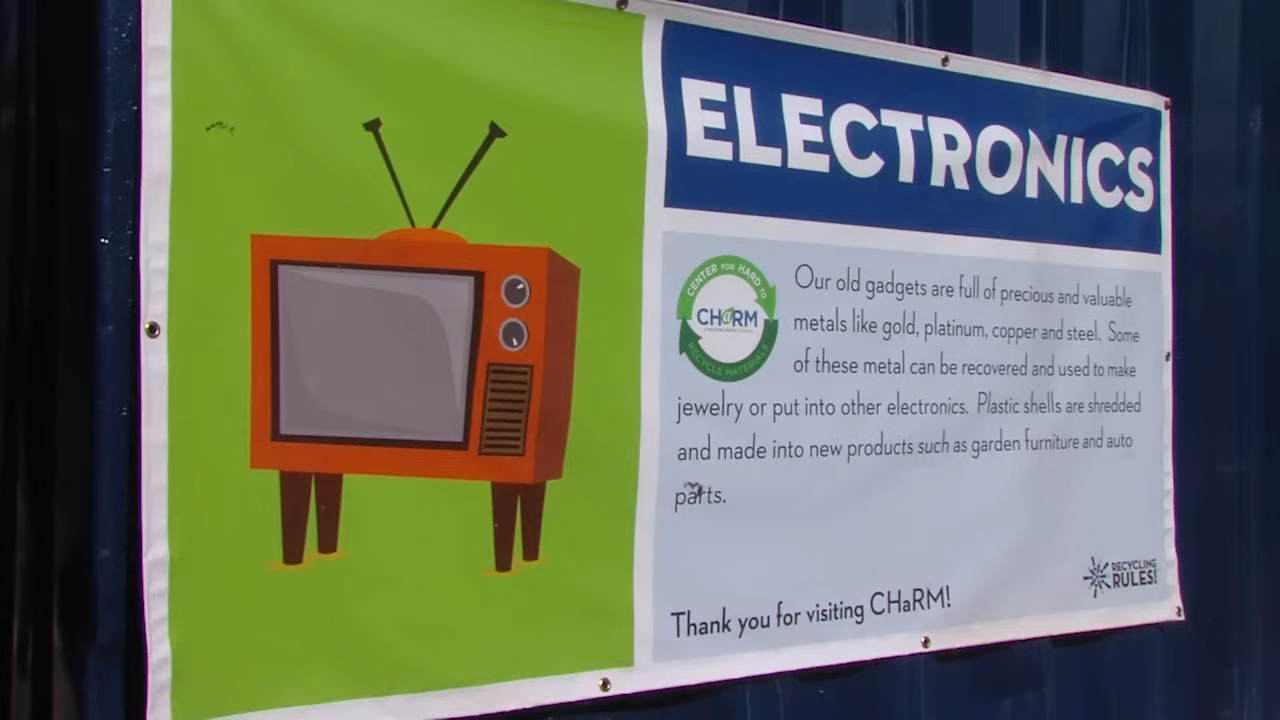 ELECTRONICS
CENTER FOR HARD TO
CHaRM
RECYCLE MATERIALS
Our old gadgets are full of precious and valuable
metals like gold, platinum, copper and steel. Some
of these metal can be recovered and used to make
jewelry or put into other electronics. Plastic shells are shredded
and made into new products such as garden furniture and auto
parts.
RECYCLING
RULES!
Thank you for visiting CHaRM!